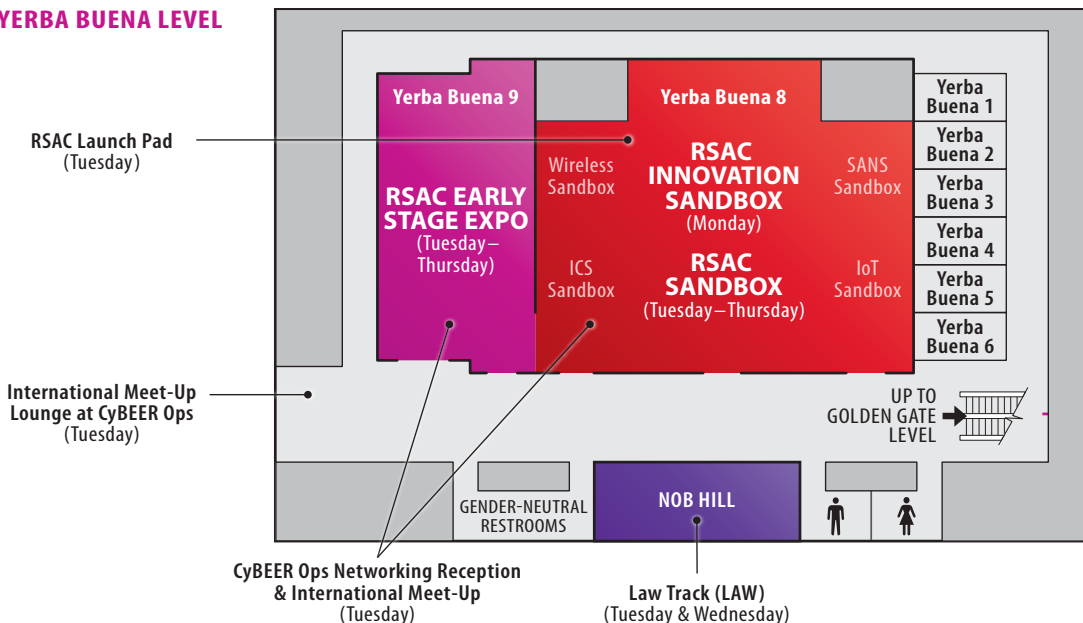 YERBA BUENA LEVEL
Yerba Buena 9
Yerba Buena 8
Yerba
Buena 1
Yerba
Buena 2
Yerba
Buena 3
Yerba
Buena 4
Yerba
Buena 5
Yerba
Buena 6
RSAC Launch Pad
(Tuesday)
RSAC EARLY
STAGE EXPO
(Tuesday–
Thursday)
Wireless
Sandbox
RSAC
INNOVATION
SANDBOX
(Monday)
SANS
Sandbox
ICS
Sandbox
RSAC
SANDBOX
(Tuesday–Thursday)
IoT
Sandbox
International Meet-Up
Lounge at CyBEER Ops
(Tuesday)
UP TO
GOLDEN GATE
LEVEL
GENDER-NEUTRAL
RESTROOMS
NOB HILL
CyBEER Ops Networking Reception
& International Meet-Up
(Tuesday)
Law Track (LAW)
(Tuesday & Wednesday)